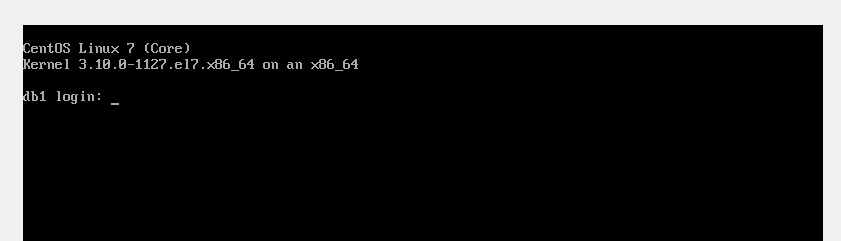 CentOS Linux 7 (Core)
Kernel 3.10.0-1127.el7.x86_64 on an x86_64
db1 login: _